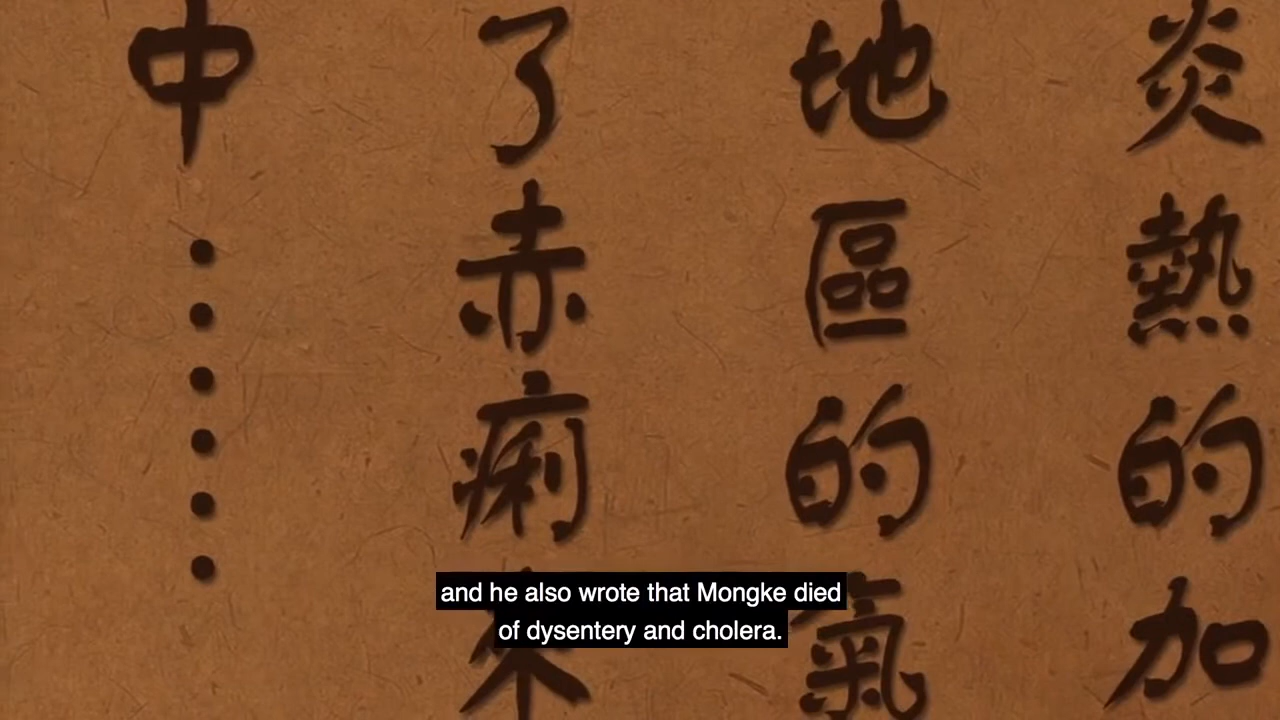 炎熱的加
地區的氣
了赤痢
中……
and he also wrote that Mongke died
of dysentery and cholera.